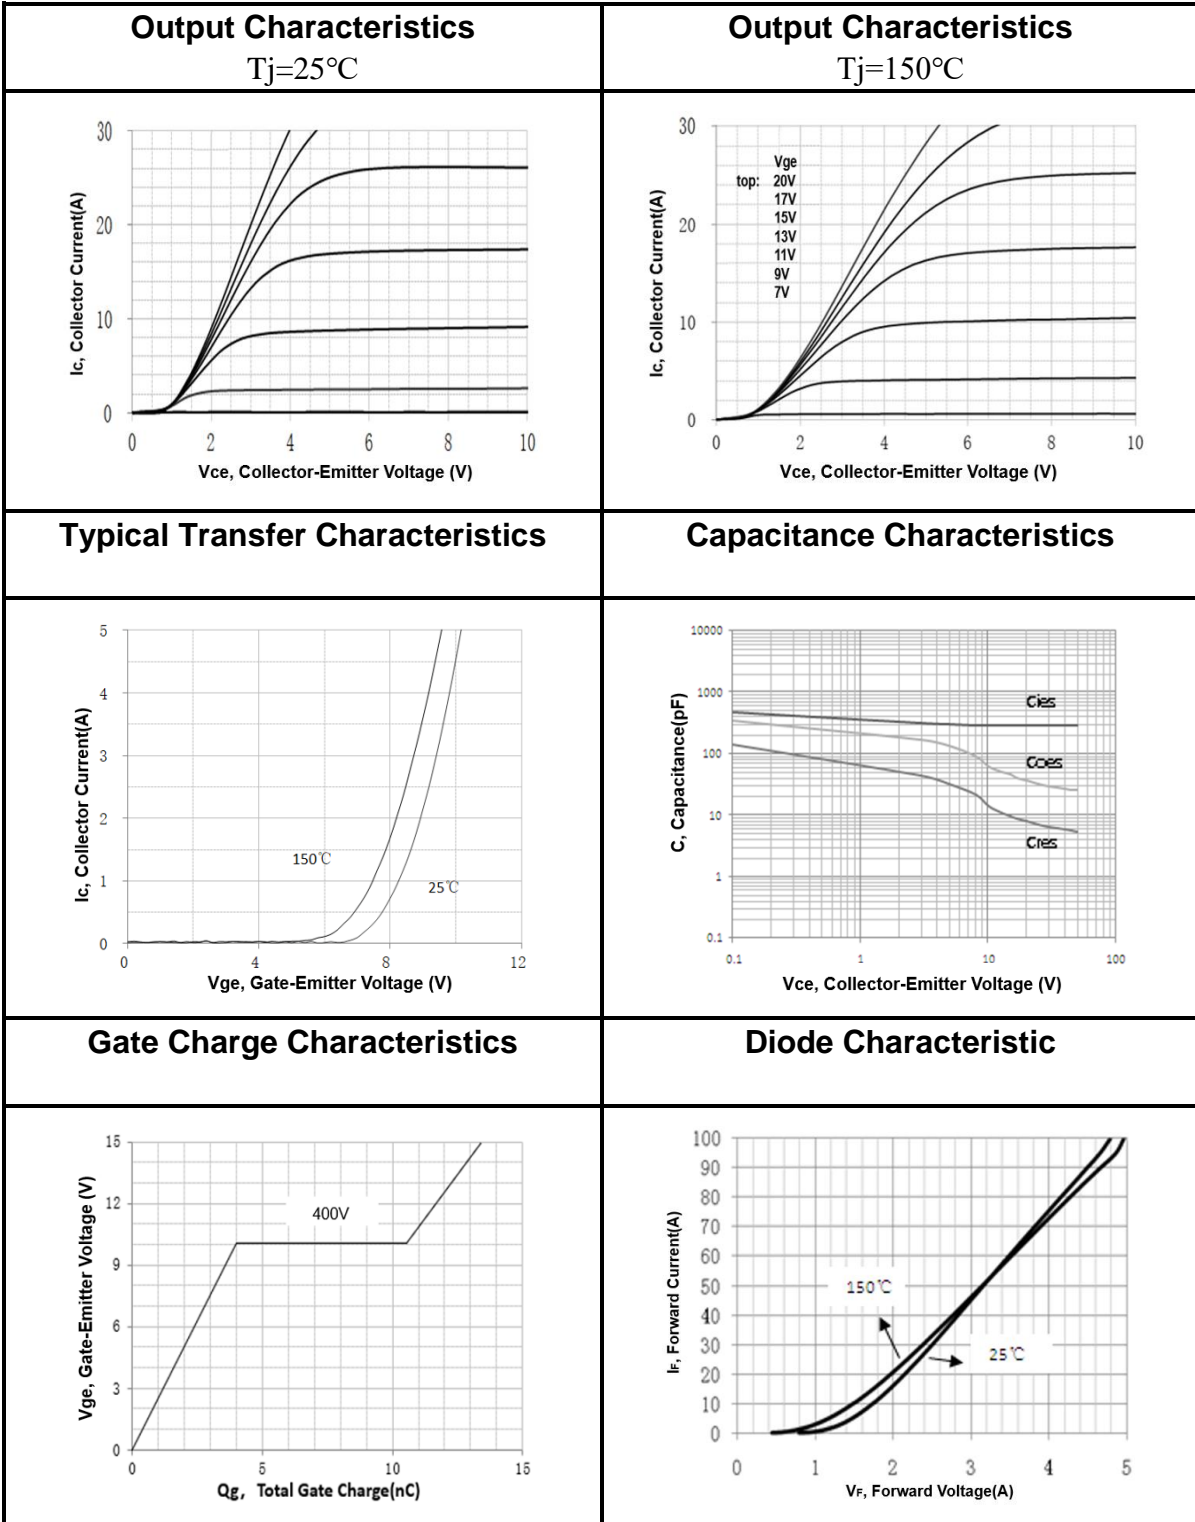 Output Characteristics
Tj=25℃
Output Characteristics
Tj=150℃
30
20
10
0
0 2 4 6 8 10
Ic, Collector Current(A)
Vce, Collector-Emitter Voltage (V)
30
20
10
0
0 2 4 6 8 10
Ic, Collector Current(A)
Vge
top: 20V
17V
15V
13V
11V
9V
7V
Vce, Collector-Emitter Voltage (V)
Typical Transfer Characteristics
Capacitance Characteristics
5
4
3
2
1
0
0 4 8 12
Ic, Collector Current(A)
150℃
25℃
Vge, Gate-Emitter Voltage (V)
10000
1000
100
10
1
0.1
0.1 1 10 100
C, Capacitance(pF)
Cies
Coes
Cres
Vce, Collector-Emitter Voltage (V)
Gate Charge Characteristics
Diode Characteristic
15
12
9
6
3
0
0 5 10 15
Vge, Gate-Emitter Voltage (V)
400V
Qg, Total Gate Charge(nC)
100
90
80
70
60
50
40
30
20
10
0
0 1 2 3 4 5
IF, Forward Current(A)
150℃
25℃
VF, Forward Voltage(A)